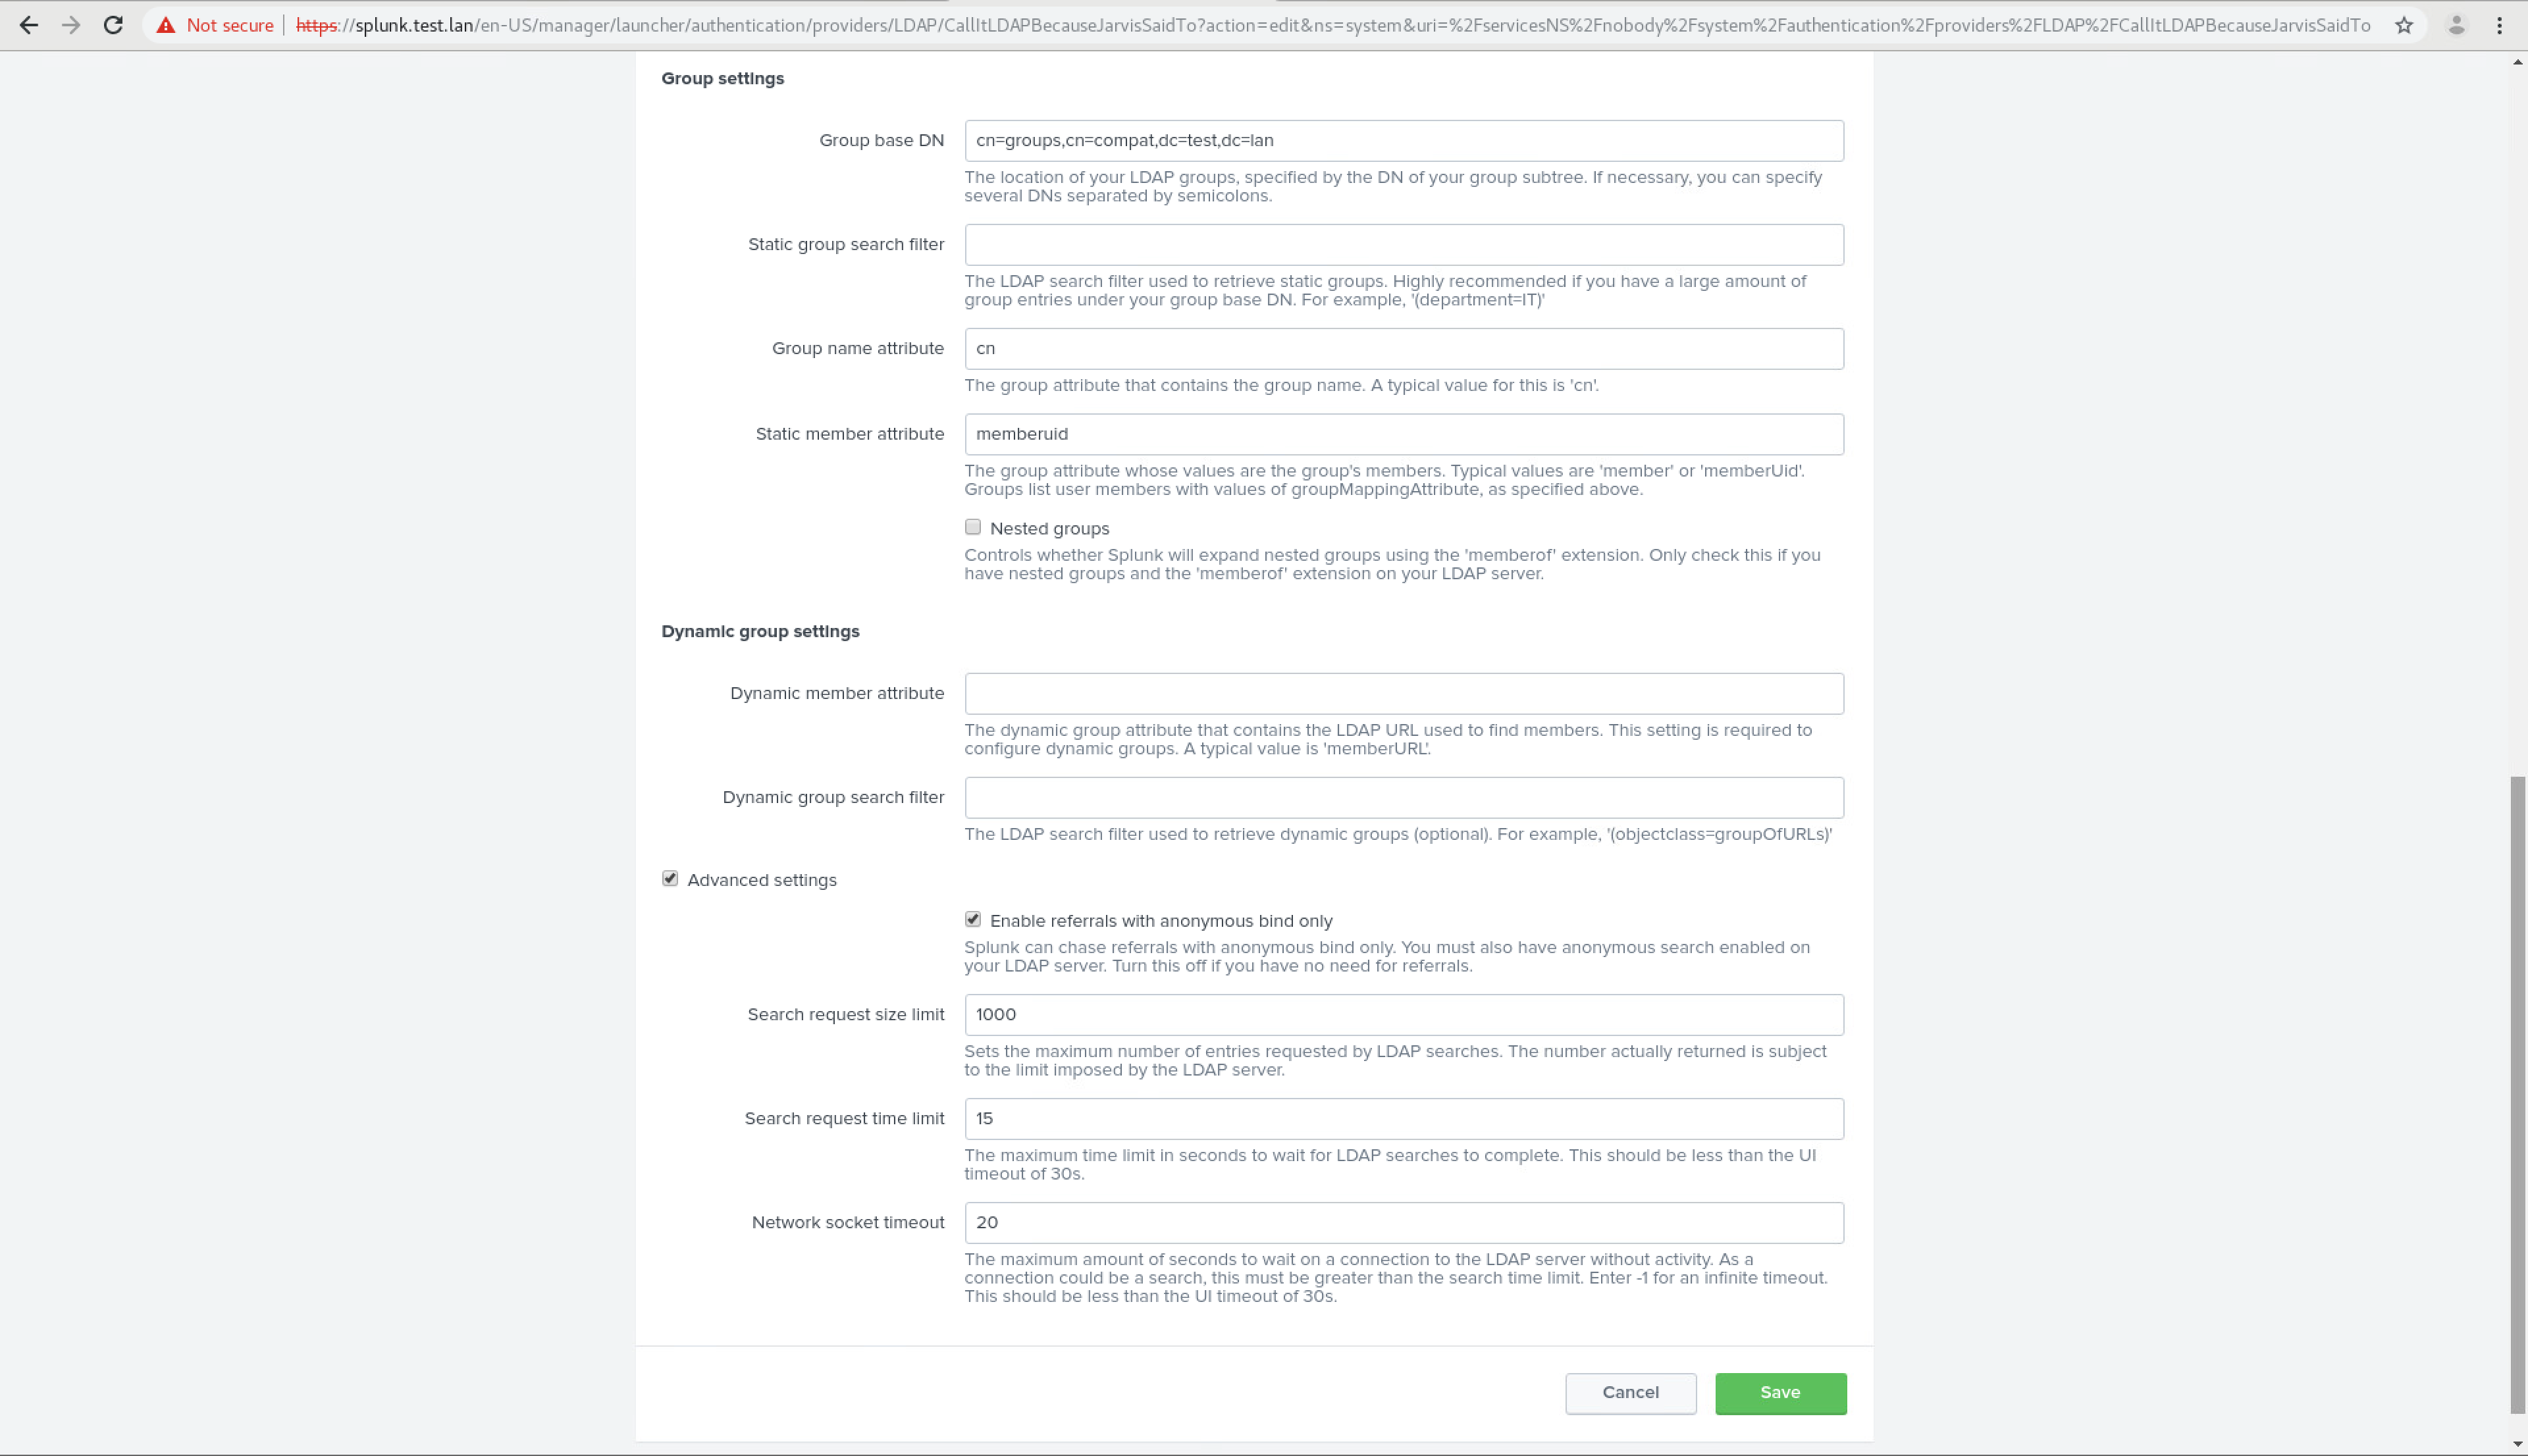 Not secure | https://splunk.test.lan/en-US/manager/launcher/authentication/providers/LDAP/CallItLDAPBecauseJarvisSaidTo?action=edit&ns=system&uri=%2FservicesNS%2Fnobody%2Fsystem%2Fauthentication%2Fproviders%2FLDAP%2FCallItLDAPBecauseJarvisSaidTo
Group settings
Group base DN
cn=groups,cn=compat,dc=test,dc=lan
The location of your LDAP groups, specified by the DN of your group subtree. If necessary, you can specify
several DNs separated by semicolons.
Static group search filter
The LDAP search filter used to retrieve static groups. Highly recommended if you have a large amount of
group entries under your group base DN. For example, '(department=IT)'
Group name attribute
cn
The group attribute that contains the group name. A typical value for this is 'cn'.
Static member attribute
memberuid
The group attribute whose values are the group's members. Typical values are 'member' or 'memberUid'.
Groups list user members with values of groupMappingAttribute, as specified above.
Nested groups
Controls whether Splunk will expand nested groups using the 'memberof' extension. Only check this if you
have nested groups and the 'memberof' extension on your LDAP server.
Dynamic group settings
Dynamic member attribute
The dynamic group attribute that contains the LDAP URL used to find members. This setting is required to
configure dynamic groups. A typical value is 'memberURL'.
Dynamic group search filter
The LDAP search filter used to retrieve dynamic groups (optional). For example, '(objectclass=groupOfURLs)'
Advanced settings
Enable referrals with anonymous bind only
Splunk can chase referrals with anonymous bind only. You must also have anonymous search enabled on
your LDAP server. Turn this off if you have no need for referrals.
Search request size limit
1000
Sets the maximum number of entries requested by LDAP searches. The number actually returned is subject
to the limit imposed by the LDAP server.
Search request time limit
15
The maximum time limit in seconds to wait for LDAP searches to complete. This should be less than the UI
timeout of 30s.
Network socket timeout
20
The maximum amount of seconds to wait on a connection to the LDAP server without activity. As a
connection could be a search, this must be greater than the search time limit. Enter -1 for an infinite timeout.
This should be less than the UI timeout of 30s.
Cancel
Save